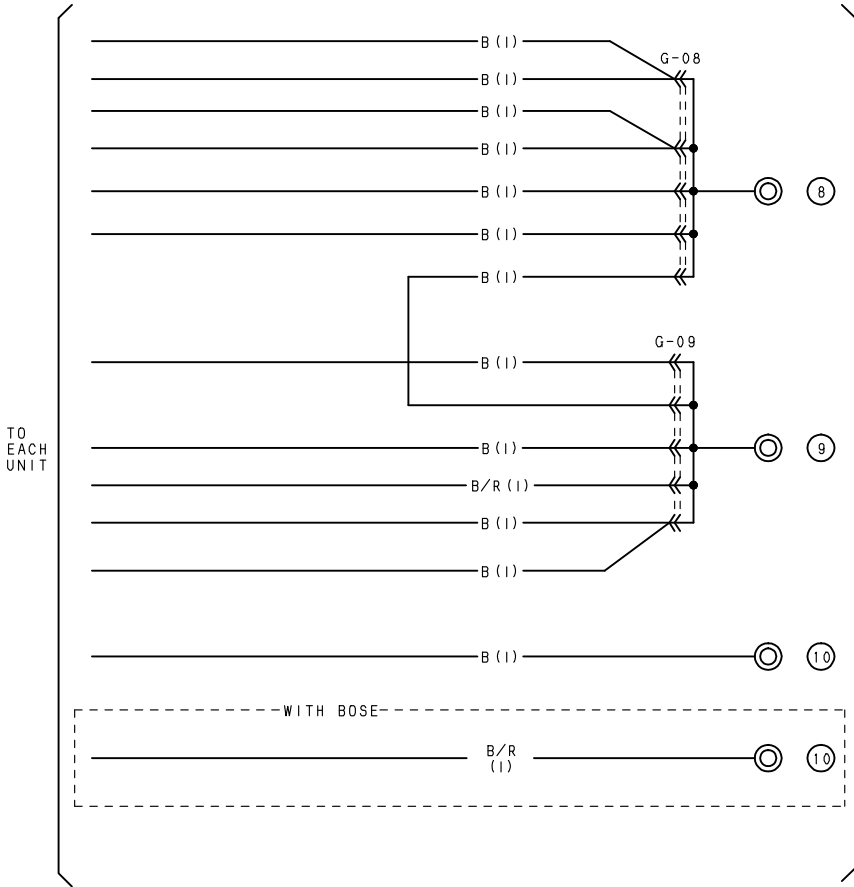 B (I)
G-08
B (I)
B (I)
B (I)
B (I)
8
B (I)
B (I)
G-09
B (I)
TO
EACH
UNIT
B (I)
9
B/R (I)
B (I)
B (I)
B (I)
10
WITH BOSE
B/R
(I)
10